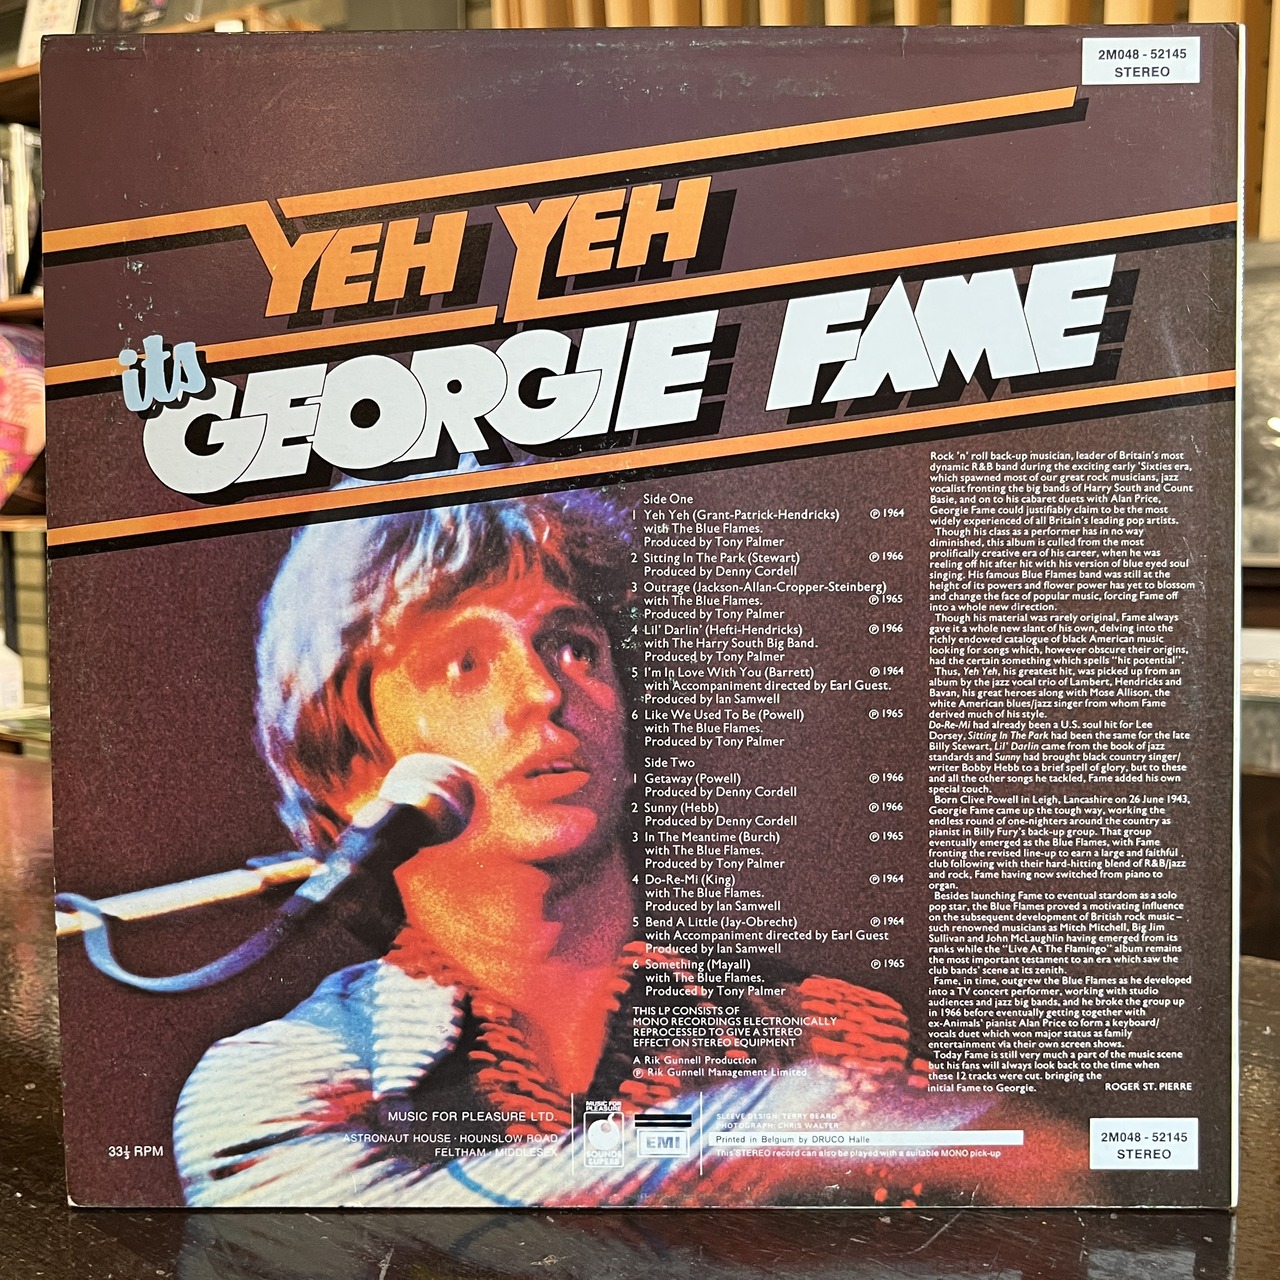 2M048 - 52145
STEREO
YEH YEH
its
GEORGIE FAME
Side One
1 Yeh Yeh (Grant-Patrick-Hendricks) ℗ 1964
with The Blue Flames.
Produced by Tony Palmer
2 Sitting In The Park (Stewart) ℗ 1966
Produced by Denny Cordell
3 Outrage (Jackson-Allan-Cropper-Steinberg)
with The Blue Flames. ℗ 1965
Produced by Tony Palmer
4 Lil' Darlin' (Hefti-Hendricks) ℗ 1966
with The Harry South Big Band.
Produced by Tony Palmer
5 I'm In Love With You (Barrett) ℗ 1964
with Accompaniment directed by Earl Guest.
Produced by Ian Samwell
6 Like We Used To Be (Powell) ℗ 1965
with The Blue Flames.
Produced by Tony Palmer
Side Two
1 Getaway (Powell) ℗ 1966
Produced by Denny Cordell
2 Sunny (Hebb) ℗ 1966
Produced by Denny Cordell
3 In The Meantime (Burch) ℗ 1965
with The Blue Flames.
Produced by Tony Palmer
4 Do-Re-Mi (King) ℗ 1964
with The Blue Flames.
Produced by Ian Samwell
5 Bend A Little (Jay-Obrecht) ℗ 1964
with Accompaniment directed by Earl Guest
Produced by Ian Samwell
6 Something (Mayall) ℗ 1965
with The Blue Flames.
Produced by Tony Palmer
THIS LP CONSISTS OF
MONO RECORDINGS ELECTRONICALLY
REPROCESSED TO GIVE A STEREO
EFFECT ON STEREO EQUIPMENT
A Rik Gunnell Production
℗ Rik Gunnell Management Limited.
Rock 'n' roll back-up musician, leader of Britain's most
dynamic R&B band during the exciting early 'Sixties era,
which spawned most of our great rock musicians, jazz
vocalist fronting the big bands of Harry South and Count
Basie, and on to his cabaret duets with Alan Price,
Georgie Fame could justifiably claim to be the most
widely experienced of all Britain's leading pop artists.
Though his class as a performer has in no way
diminished, this album is culled from the most
prolifically creative era of his career, when he was
reeling off hit after hit with his version of blue eyed soul
singing. His famous Blue Flames band was still at the
height of its powers and flower power has yet to blossom
and change the face of popular music, forcing Fame off
into a whole new direction.
Though his material was rarely original, Fame always
gave it a whole new slant of his own, delving into the
richly endowed catalogue of black American music
looking for songs which, however obscure their origins,
had the certain something which spells "hit potential".
Thus, Yeh Yeh, his greatest hit, was picked up from an
album by the jazz vocal trio of Lambert, Hendricks and
Bavan, his great heroes along with Mose Allison, the
white American blues/jazz singer from whom Fame
derived much of his style.
Do-Re-Mi had already been a U.S. soul hit for Lee
Dorsey, Sitting In The Park had been the same for the late
Billy Stewart, Lil' Darlin came from the book of jazz
standards and Sunny had brought black country singer/
writer Bobby Hebb to a brief spell of glory, but to these
and all the other songs he tackled, Fame added his own
special touch.
Born Clive Powell in Leigh, Lancashire on 26 June 1943,
Georgie Fame came up the tough way, working the
endless round of one-nighters around the country as
pianist in Billy Fury's back-up group. That group
eventually emerged as the Blue Flames, with Fame
fronting the revised line-up to earn a large and faithful
club following with their hard-hitting blend of R&B/jazz
and rock, Fame having now switched from piano to
organ.
Besides launching Fame to eventual stardom as a solo
pop star, the Blue Flames proved a motivating influence
on the subsequent development of British rock music –
such renowned musicians as Mitch Mitchell, Big Jim
Sullivan and John McLaughlin having emerged from its
ranks while the "Live At The Flamingo" album remains
the most important testament to an era which saw the
club bands' scene at its zenith.
Fame, in time, outgrew the Blue Flames as he developed
into a TV concert performer, working with studio
audiences and jazz big bands, and he broke the group up
in 1966 before eventually getting together with
ex-Animals' pianist Alan Price to form a keyboard/
vocals duet which won major status as family
entertainment via their own screen shows.
Today Fame is still very much a part of the music scene
but his fans will always look back to the time when
these 12 tracks were cut. bringing the
initial Fame to Georgie. ROGER ST. PIERRE
33⅓ RPM
MUSIC FOR PLEASURE LTD.
ASTRONAUT HOUSE · HOUNSLOW ROAD
FELTHAM · MIDDLESEX
MUSIC FOR
PLEASURE
SOUNDS
SUPERB
EMI
SLEEVE DESIGN: TERRY BEARD
PHOTOGRAPH: CHRIS WALTER
Printed in Belgium by DRUCO Halle
This STEREO record can also be played with a suitable MONO pick-up
2M048 - 52145
STEREO